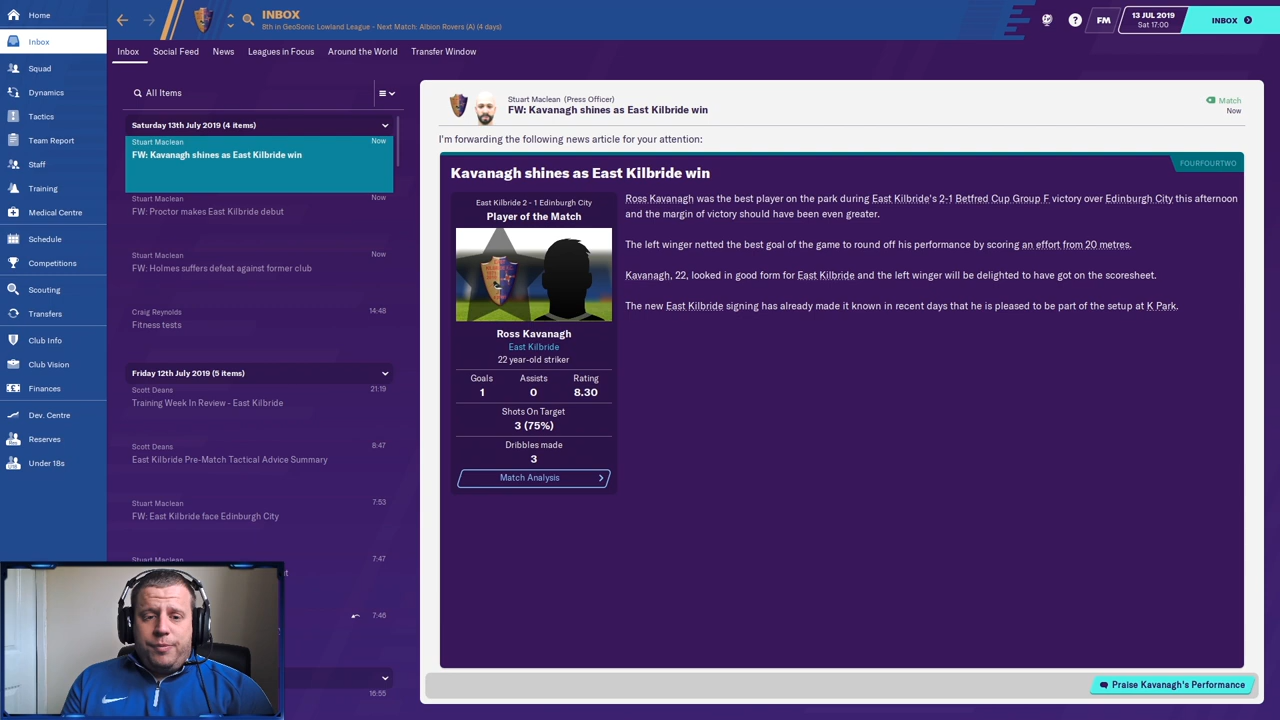 Home
Inbox
Squad
Dynamics
Tactics
Team Report
Staff
Training
Medical Centre
Schedule
Competitions
Scouting
Transfers
Club Info
Club Vision
Finances
Dev. Centre
Reserves
Under 18s
INBOX
8th in GeoSonic Lowland League - Next Match: Albion Rovers (A) (4 days)
FM
13 JUL 2019
Sat 17:00
INBOX
Inbox Social Feed News Leagues in Focus Around the World Transfer Window
All Items
Saturday 13th July 2019 (4 items)
Stuart Maclean Now
FW: Kavanagh shines as East Kilbride win
Stuart Maclean Now
FW: Proctor makes East Kilbride debut
Stuart Maclean Now
FW: Holmes suffers defeat against former club
Craig Reynolds 14:48
Fitness tests
Friday 12th July 2019 (5 items)
Scott Deans 21:19
Training Week In Review - East Kilbride
Scott Deans 8:47
East Kilbride Pre-Match Tactical Advice Summary
Stuart Maclean 7:53
FW: East Kilbride face Edinburgh City
Stuart Maclean 7:47
7:46
16:55
Stuart Maclean (Press Officer)
FW: Kavanagh shines as East Kilbride win
Match
Now
I'm forwarding the following news article for your attention:
FOURFOURTWO
Kavanagh shines as East Kilbride win
East Kilbride 2 - 1 Edinburgh City
Player of the Match
Ross Kavanagh
East Kilbride
22 year-old striker
Goals Assists Rating
1 0 8.30
Shots On Target
3 (75%)
Dribbles made
3
Match Analysis
Ross Kavanagh was the best player on the park during East Kilbride's 2-1 Betfred Cup Group F victory over Edinburgh City this afternoon
and the margin of victory should have been even greater.
The left winger netted the best goal of the game to round off his performance by scoring an effort from 20 metres.
Kavanagh, 22, looked in good form for East Kilbride and the left winger will be delighted to have got on the scoresheet.
The new East Kilbride signing has already made it known in recent days that he is pleased to be part of the setup at K Park.
Praise Kavanagh's Performance